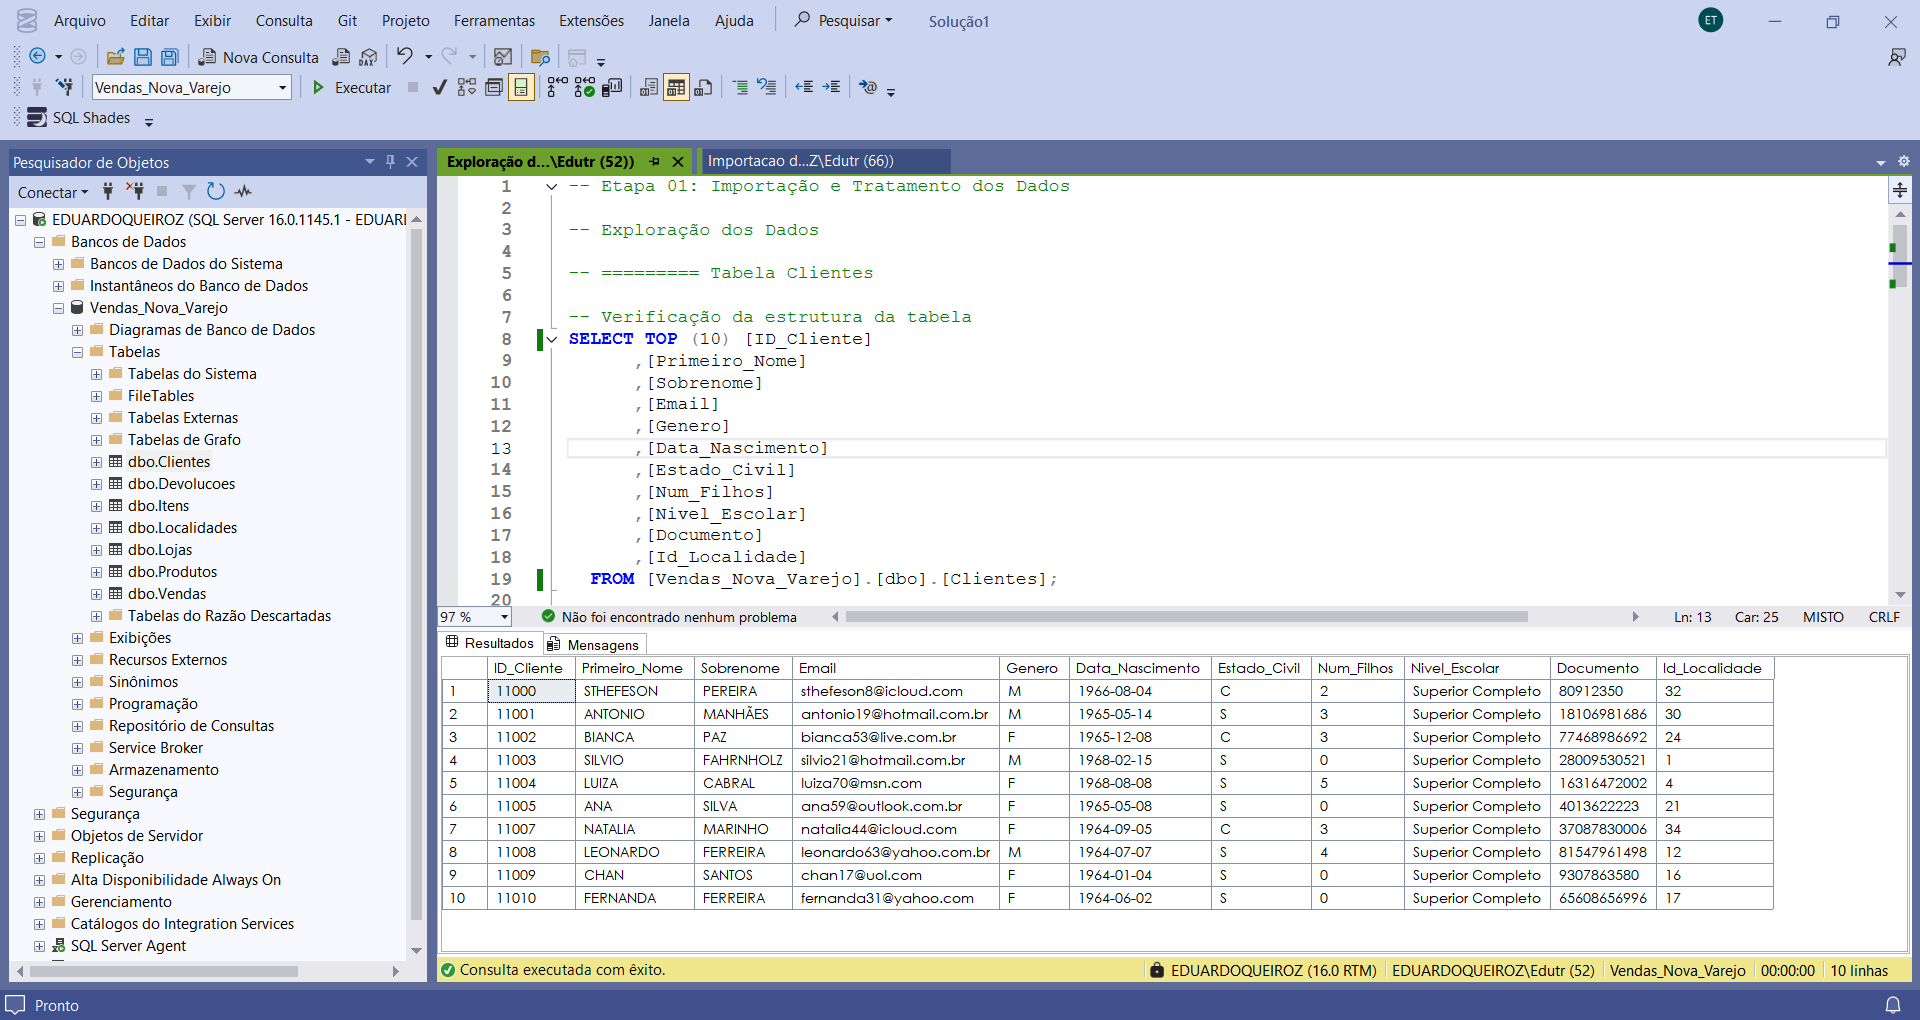 Arquivo Editar Exibir Consulta Git Projeto Ferramentas Extensões Janela Ajuda Pesquisar Solução1 ET
Nova Consulta DAX
Vendas_Nova_Varejo Executar
SQL Shades
Pesquisador de Objetos
Conectar
EDUARDOQUEIROZ (SQL Server 16.0.1145.1 - EDUARI
Bancos de Dados
Bancos de Dados do Sistema
Instantâneos do Banco de Dados
Vendas_Nova_Varejo
Diagramas de Banco de Dados
Tabelas
Tabelas do Sistema
FileTables
Tabelas Externas
Tabelas de Grafo
dbo.Clientes
dbo.Devolucoes
dbo.Itens
dbo.Localidades
dbo.Lojas
dbo.Produtos
dbo.Vendas
Tabelas do Razão Descartadas
Exibições
Recursos Externos
Sinônimos
Programação
Repositório de Consultas
Service Broker
Armazenamento
Segurança
Segurança
Objetos de Servidor
Replicação
Alta Disponibilidade Always On
Gerenciamento
Catálogos do Integration Services
SQL Server Agent
Exploração d...\Edutr (52)) Importacao d...Z\Edutr (66))
1 -- Etapa 01: Importação e Tratamento dos Dados
2
3 -- Exploração dos Dados
4
5 -- ========= Tabela Clientes
6
7 -- Verificação da estrutura da tabela
8 SELECT TOP (10) [ID_Cliente]
9 ,[Primeiro_Nome]
10 ,[Sobrenome]
11 ,[Email]
12 ,[Genero]
13 ,[Data_Nascimento]
14 ,[Estado_Civil]
15 ,[Num_Filhos]
16 ,[Nivel_Escolar]
17 ,[Documento]
18 ,[Id_Localidade]
19 FROM [Vendas_Nova_Varejo].[dbo].[Clientes];
20
97 % Não foi encontrado nenhum problema Ln: 13 Car: 25 MISTO CRLF
Resultados Mensagens
ID_Cliente Primeiro_Nome Sobrenome Email Genero Data_Nascimento Estado_Civil Num_Filhos Nivel_Escolar Documento Id_Localidade
1 11000 STHEFESON PEREIRA sthefeson8@icloud.com M 1966-08-04 C 2 Superior Completo 80912350 32
2 11001 ANTONIO MANHÃES antonio19@hotmail.com.br M 1965-05-14 S 3 Superior Completo 18106981686 30
3 11002 BIANCA PAZ bianca53@live.com.br F 1965-12-08 C 3 Superior Completo 77468986692 24
4 11003 SILVIO FAHRNHOLZ silvio21@hotmail.com.br M 1968-02-15 S 0 Superior Completo 28009530521 1
5 11004 LUIZA CABRAL luiza70@msn.com F 1968-08-08 S 5 Superior Completo 16316472002 4
6 11005 ANA SILVA ana59@outlook.com.br F 1965-05-08 S 0 Superior Completo 4013622223 21
7 11007 NATALIA MARINHO natalia44@icloud.com F 1964-09-05 C 3 Superior Completo 37087830006 34
8 11008 LEONARDO FERREIRA leonardo63@yahoo.com.br M 1964-07-07 S 4 Superior Completo 81547961498 12
9 11009 CHAN SANTOS chan17@uol.com F 1964-01-04 S 0 Superior Completo 9307863580 16
10 11010 FERNANDA FERREIRA fernanda31@yahoo.com F 1964-06-02 S 0 Superior Completo 65608656996 17
Consulta executada com êxito. EDUARDOQUEIROZ (16.0 RTM) EDUARDOQUEIROZ\Edutr (52) Vendas_Nova_Varejo 00:00:00 10 linhas
Pronto